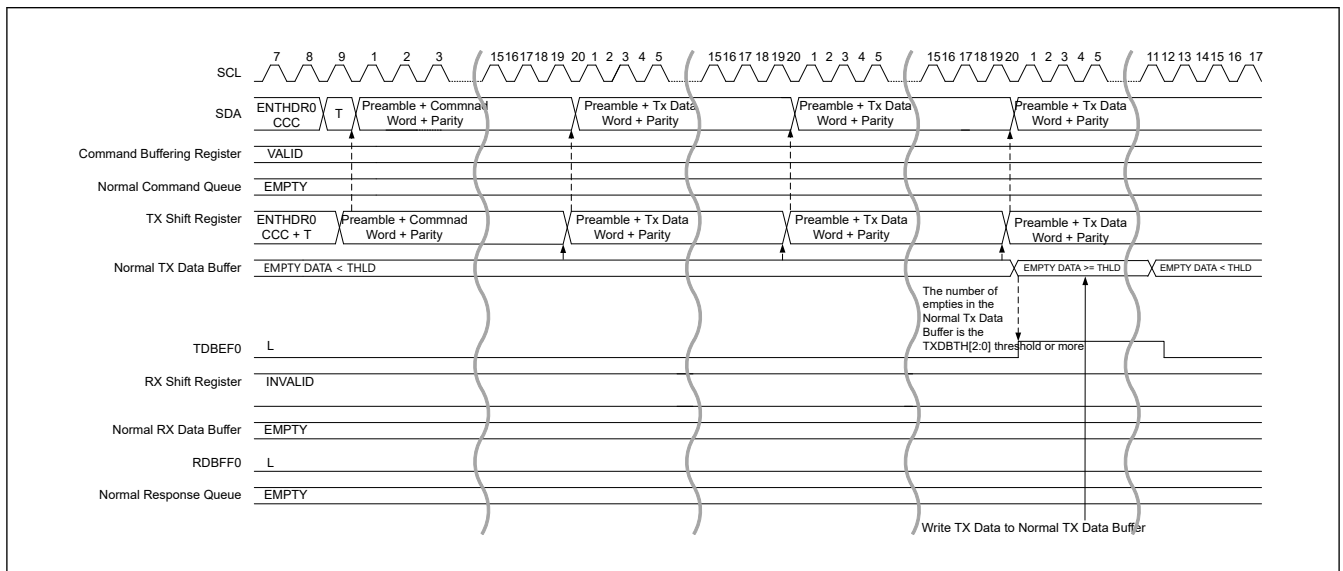 7 8 9 1 2 3 15 16 17 18 19 20 1 2 3 4 5 15 16 17 18 19 20 1 2 3 4 5 15 16 17 18 19 20 1 2 3 4 5 11 12 13 14 15 16 17
SCL
SDA ENTHDR0 CCC T Preamble + Commnad Word + Parity Preamble + Tx Data Word + Parity Preamble + Tx Data Word + Parity Preamble + Tx Data Word + Parity
Command Buffering Register VALID
Normal Command Queue EMPTY
TX Shift Register ENTHDR0 CCC + T Preamble + Commnad Word + Parity Preamble + Tx Data Word + Parity Preamble + Tx Data Word + Parity Preamble + Tx Data Word + Parity
Normal TX Data Buffer EMPTY DATA < THLD EMPTY DATA >= THLD EMPTY DATA < THLD
The number of
empties in the
Normal Tx Data
Buffer is the
TXDBTH[2:0] threshold or more
TDBEF0 L
RX Shift Register INVALID
Normal RX Data Buffer EMPTY
RDBFF0 L
Normal Response Queue EMPTY
Write TX Data to Normal TX Data Buffer